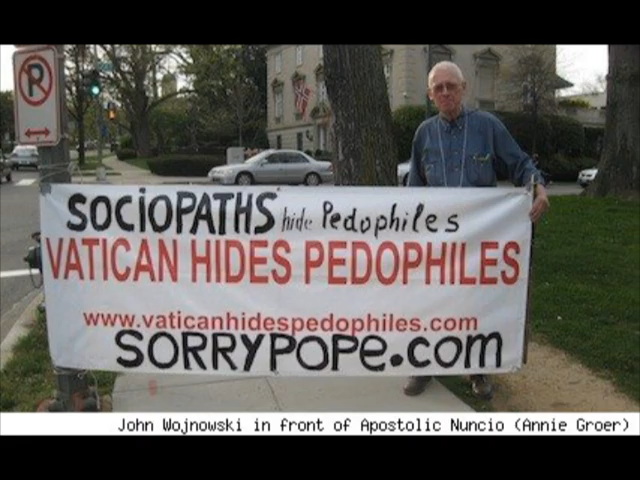 P
SOCIOPATHS hide Pedophiles
VATICAN HIDES PEDOPHILES
www.vaticanhidespedophiles.com
SORRYPOPE.com
John Wojnowski in front of Apostolic Nuncio (Annie Groer)